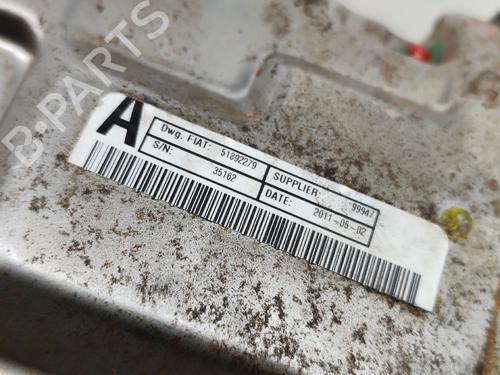 A
Dwg. FIAT: 51892279
S/N: 35162
SUPPLIER: 99947
DATE: 2011-05-02
B-PARTS